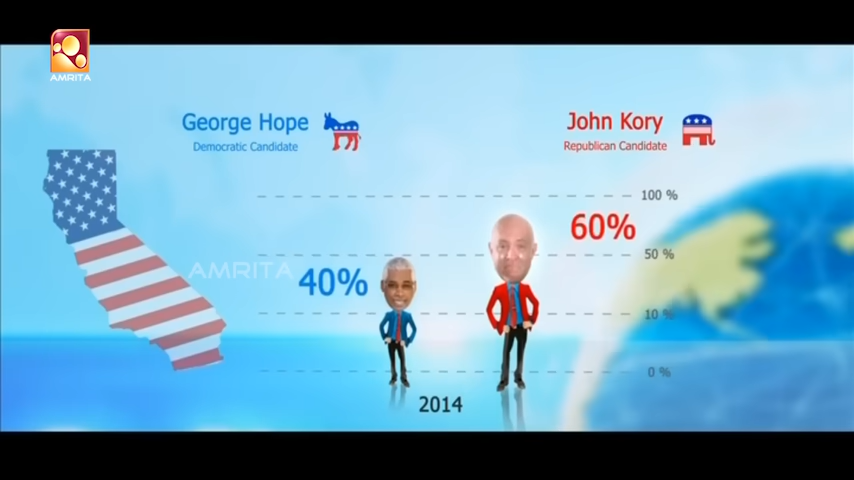 AMRITA
George Hope
Democratic Candidate
John Kory
Republican Candidate
100 %
60%
50 %
AMRITA
40%
10 %
0 %
2014